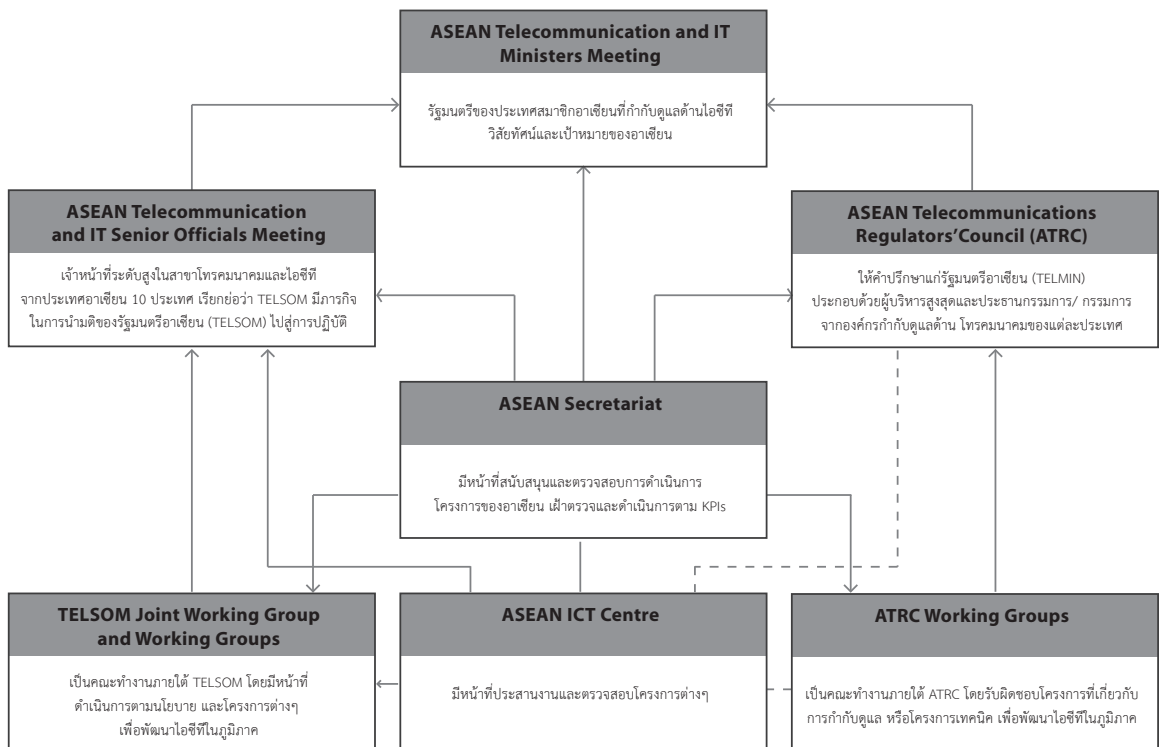 ASEAN Telecommunication and IT
Ministers Meeting
รัฐมนตรีของประเทศสมาชิกอาเซียนที่กำกับดูแลด้านไอซีที
วิสัยทัศน์และเป้าหมายของอาเซียน
ASEAN Telecommunication
and IT Senior Officials Meeting
เจ้าหน้าที่ระดับสูงในสาขาโทรคมนาคมและไอซีที
จากประเทศอาเซียน 10 ประเทศ เรียกย่อว่า TELSOM มีภารกิจ
ในการนำมติของรัฐมนตรีอาเซียน (TELSOM) ไปสู่การปฏิบัติ
ASEAN Telecommunications
Regulators'Council (ATRC)
ให้คำปรึกษาแก่รัฐมนตรีอาเซียน (TELMIN)
ประกอบด้วยผู้บริหารสูงสุดและประธานกรรมการ/ กรรมการ
จากองค์กรกำกับดูแลด้าน โทรคมนาคมของแต่ละประเทศ
ASEAN Secretariat
มีหน้าที่สนับสนุนและตรวจสอบการดำเนินการ
โครงการของอาเซียน เฝ้าตรวจและดำเนินการตาม KPIs
TELSOM Joint Working Group
and Working Groups
เป็นคณะทำงานภายใต้ TELSOM โดยมีหน้าที่
ดำเนินการตามนโยบาย และโครงการต่างๆ
เพื่อพัฒนาไอซีทีในภูมิภาค
ASEAN ICT Centre
มีหน้าที่ประสานงานและตรวจสอบโครงการต่างๆ
ATRC Working Groups
เป็นคณะทำงานภายใต้ ATRC โดยรับผิดชอบโครงการที่เกี่ยวกับ
การกำกับดูแล หรือโครงการเทคนิค เพื่อพัฒนาไอซีทีในภูมิภาค